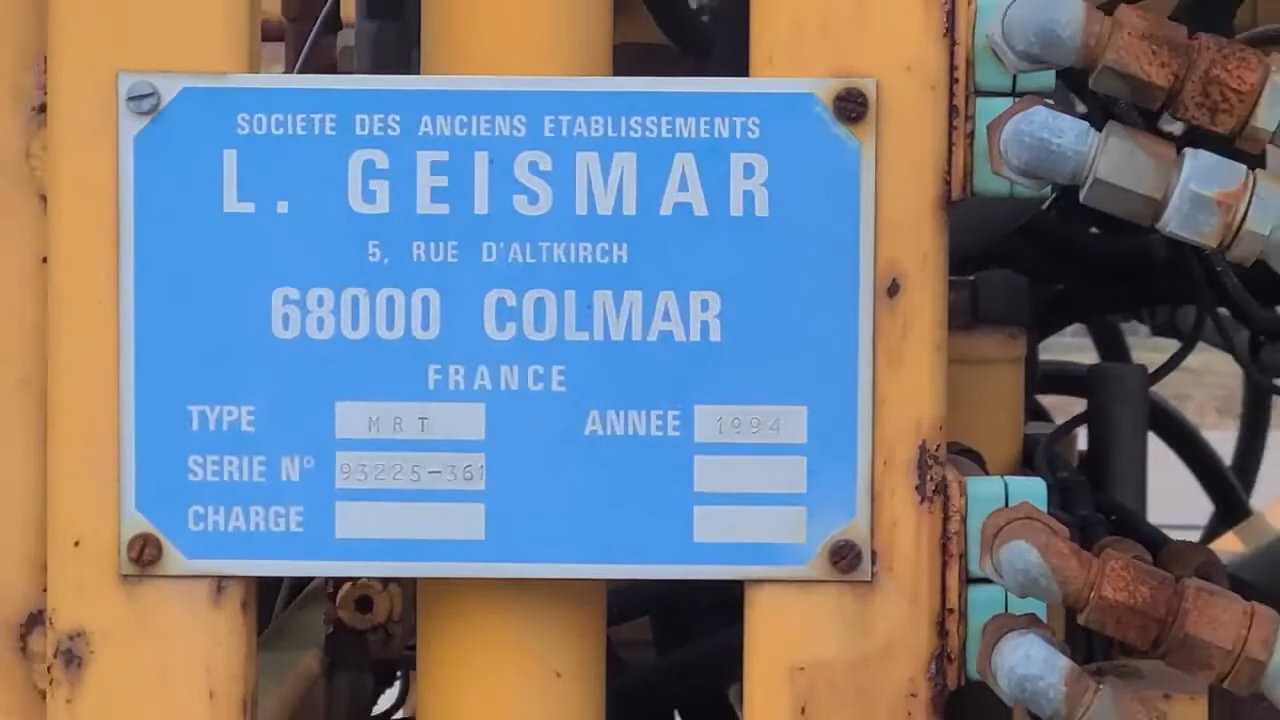 SOCIETE DES ANCIENS ETABLISSEMENTS
L. GEISMAR
5, RUE D'ALTKIRCH
68000 COLMAR
FRANCE
TYPE MRT ANNEE 1994
SERIE N° 93225-361
CHARGE